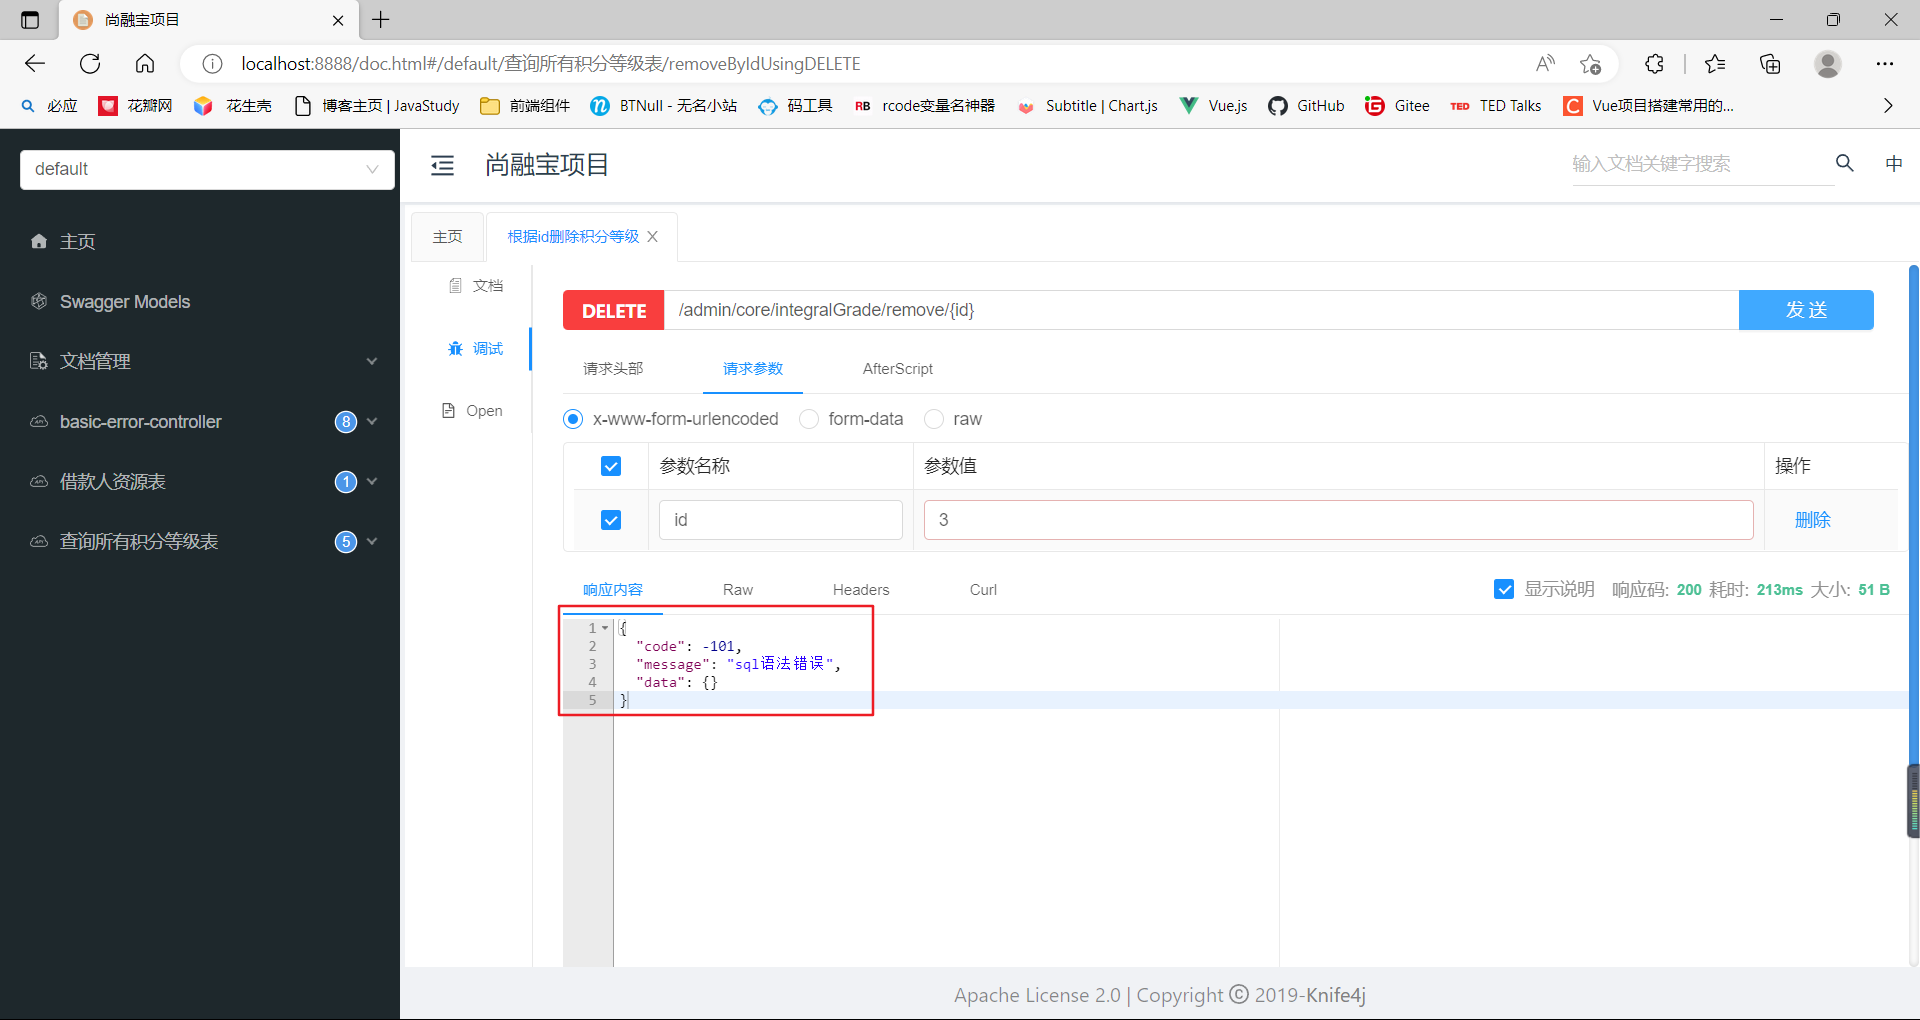 尚融宝项目
localhost:8888/doc.html#/default/查询所有积分等级表/removeByIdUsingDELETE
必应 花瓣网 花生壳 博客主页 | JavaStudy 前端组件 BTNull - 无名小站 码工具 RB rcode变量名神器 Subtitle | Chart.js Vue.js GitHub Gitee TED TED Talks Vue项目搭建常用的...
default
尚融宝项目
输入文档关键字搜索
中
主页
Swagger Models
文档管理
basic-error-controller 8
借款人资源表 1
查询所有积分等级表 5
主页 根据id删除积分等级
文档
调试
Open
DELETE /admin/core/integralGrade/remove/{id} 发 送
请求头部 请求参数 AfterScript
x-www-form-urlencoded form-data raw
参数名称 参数值 操作
id 3 删除
响应内容 Raw Headers Curl 显示说明 响应码: 200 耗时: 213ms 大小: 51 B
1 {
2 "code": -101,
3 "message": "sql语法错误",
4 "data": {}
5 }
Apache License 2.0 | Copyright © 2019-Knife4j